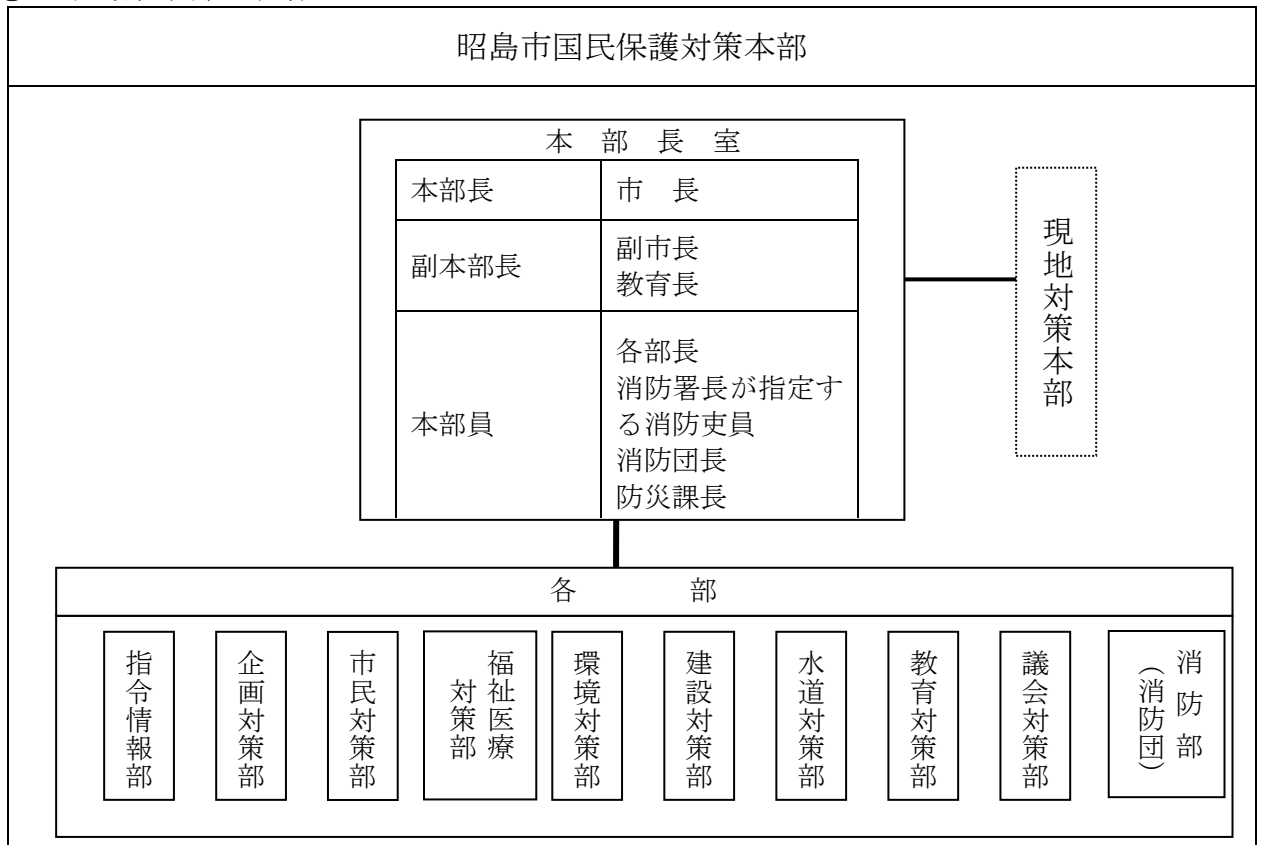 昭島市国民保護対策本部
本　部　長　室
本部長
市　長
副本部長
副市長
教育長
本部員
各部長
消防署長が指定す
る消防吏員
消防団長
防災課長
現地対策本部
各　　　部
指令情報部
企画対策部
市民対策部
福祉医療
対策部
環境対策部
建設対策部
水道対策部
教育対策部
議会対策部
消防部
（消防団）